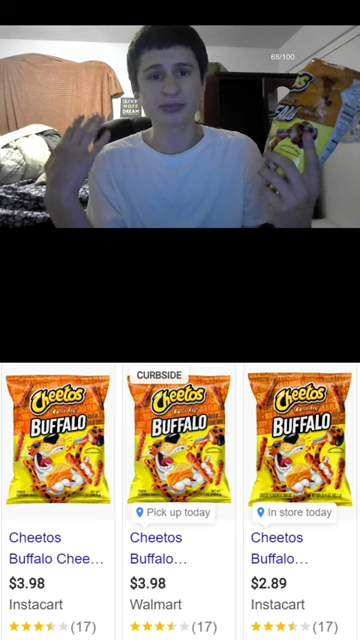 68/100
LIVE
HOPE
DREAM
CURBSIDE
Cheetos
BUFFALO
Cheetos
BUFFALO
Cheetos
BUFFALO
Pick up today
In store today
Cheetos
Buffalo Chee...
$3.98
Instacart
(17)
Cheetos
Buffalo...
$3.98
Walmart
(17)
Cheetos
Buffalo...
$2.89
Instacart
(17)